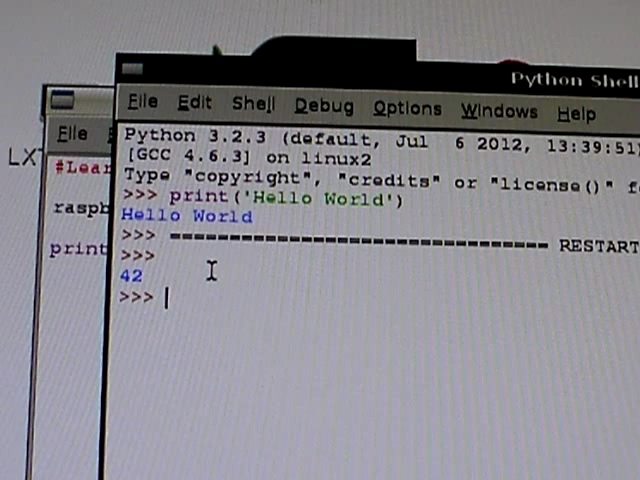 Python Shell
File Edit Shell Debug Options Windows Help
Python 3.2.3 (default, Jul 6 2012, 13:39:51)
[GCC 4.6.3] on linux2
Type "copyright", "credits" or "license()"
>>> print('Hello World')
Hello World
>>> ================================ RESTART
>>>
42
>>>
File
LXT
#Lear
raspb
print